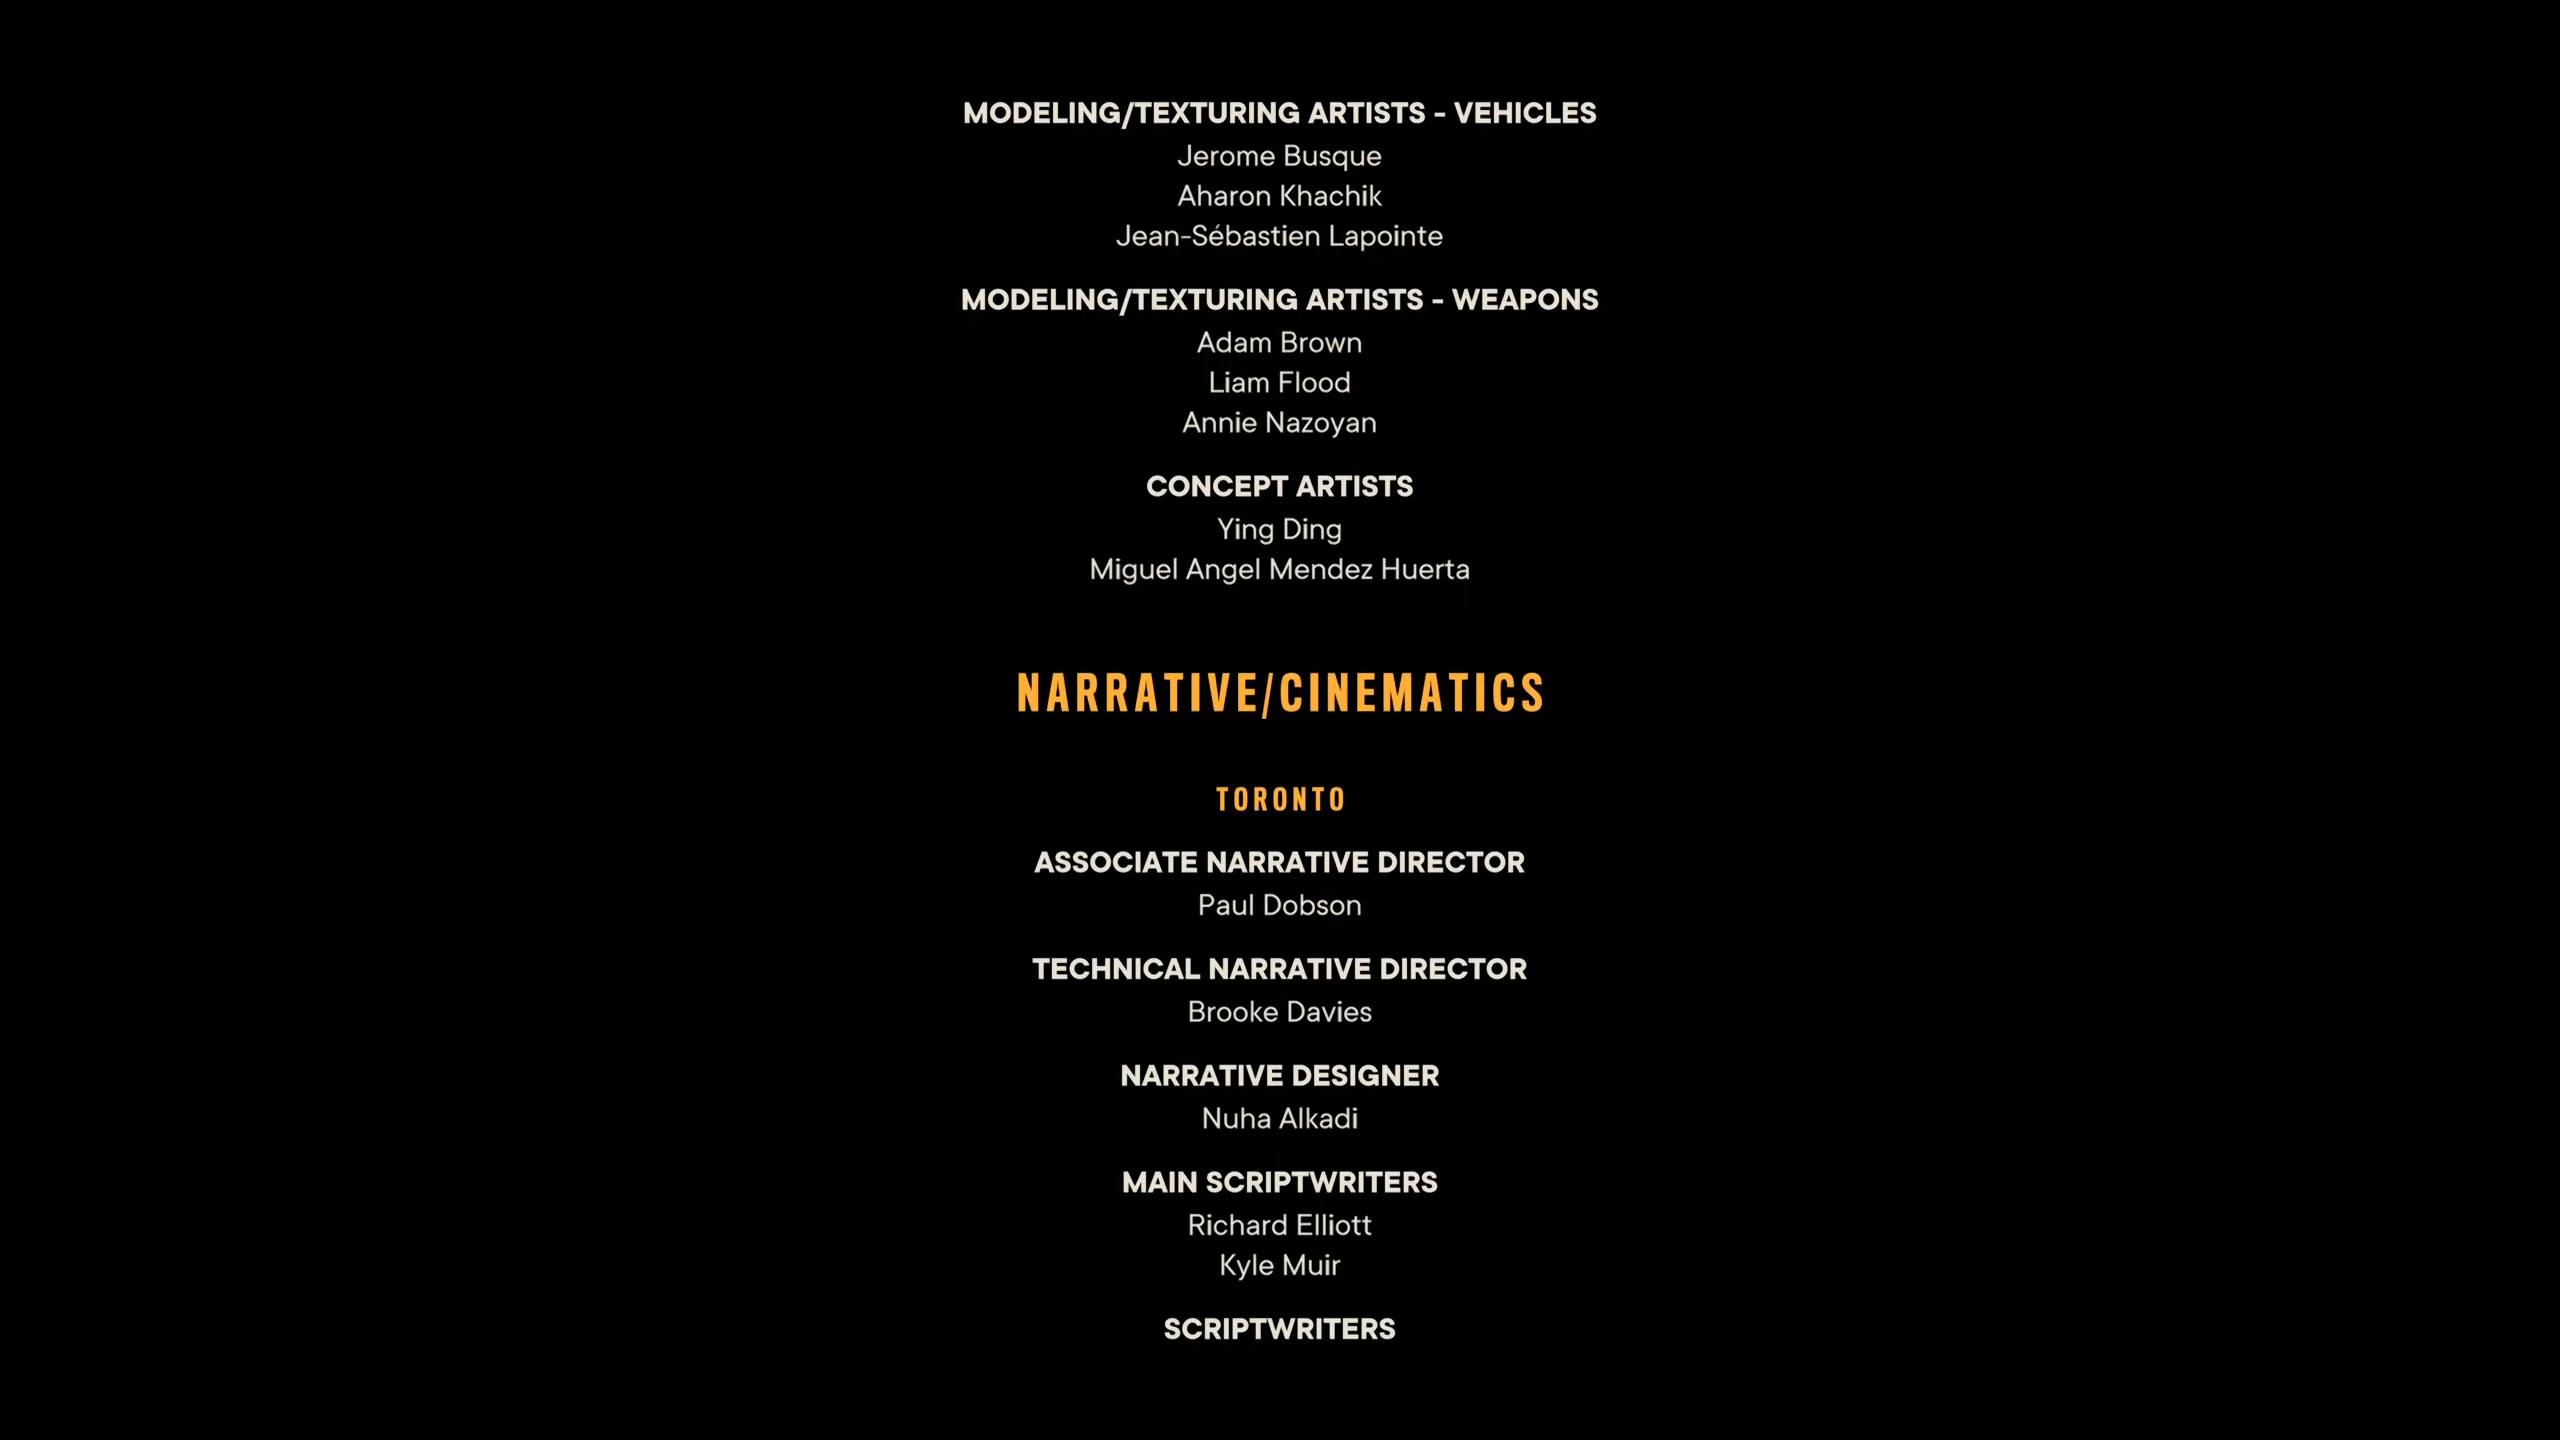 MODELING/TEXTURING ARTISTS - VEHICLES
Jerome Busque
Aharon Khachik
Jean-Sébastien Lapointe
MODELING/TEXTURING ARTISTS - WEAPONS
Adam Brown
Liam Flood
Annie Nazoyan
CONCEPT ARTISTS
Ying Ding
Miguel Angel Mendez Huerta
NARRATIVE/CINEMATICS
TORONTO
ASSOCIATE NARRATIVE DIRECTOR
Paul Dobson
TECHNICAL NARRATIVE DIRECTOR
Brooke Davies
NARRATIVE DESIGNER
Nuha Alkadi
MAIN SCRIPTWRITERS
Richard Elliott
Kyle Muir
SCRIPTWRITERS